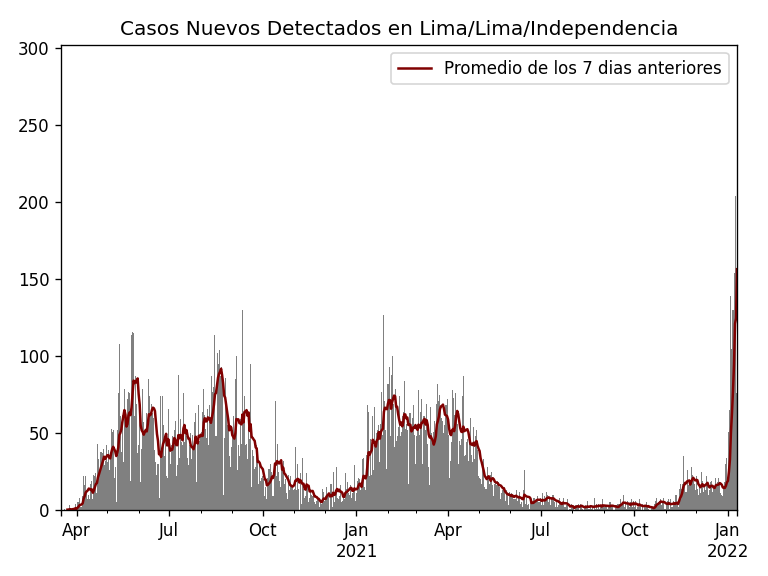 Casos Nuevos Detectados en Lima/Lima/Independencia
Promedio de los 7 dias anteriores
300
250
200
150
100
50
0
Apr Jul Oct Jan Apr Jul Oct Jan
2021 2022